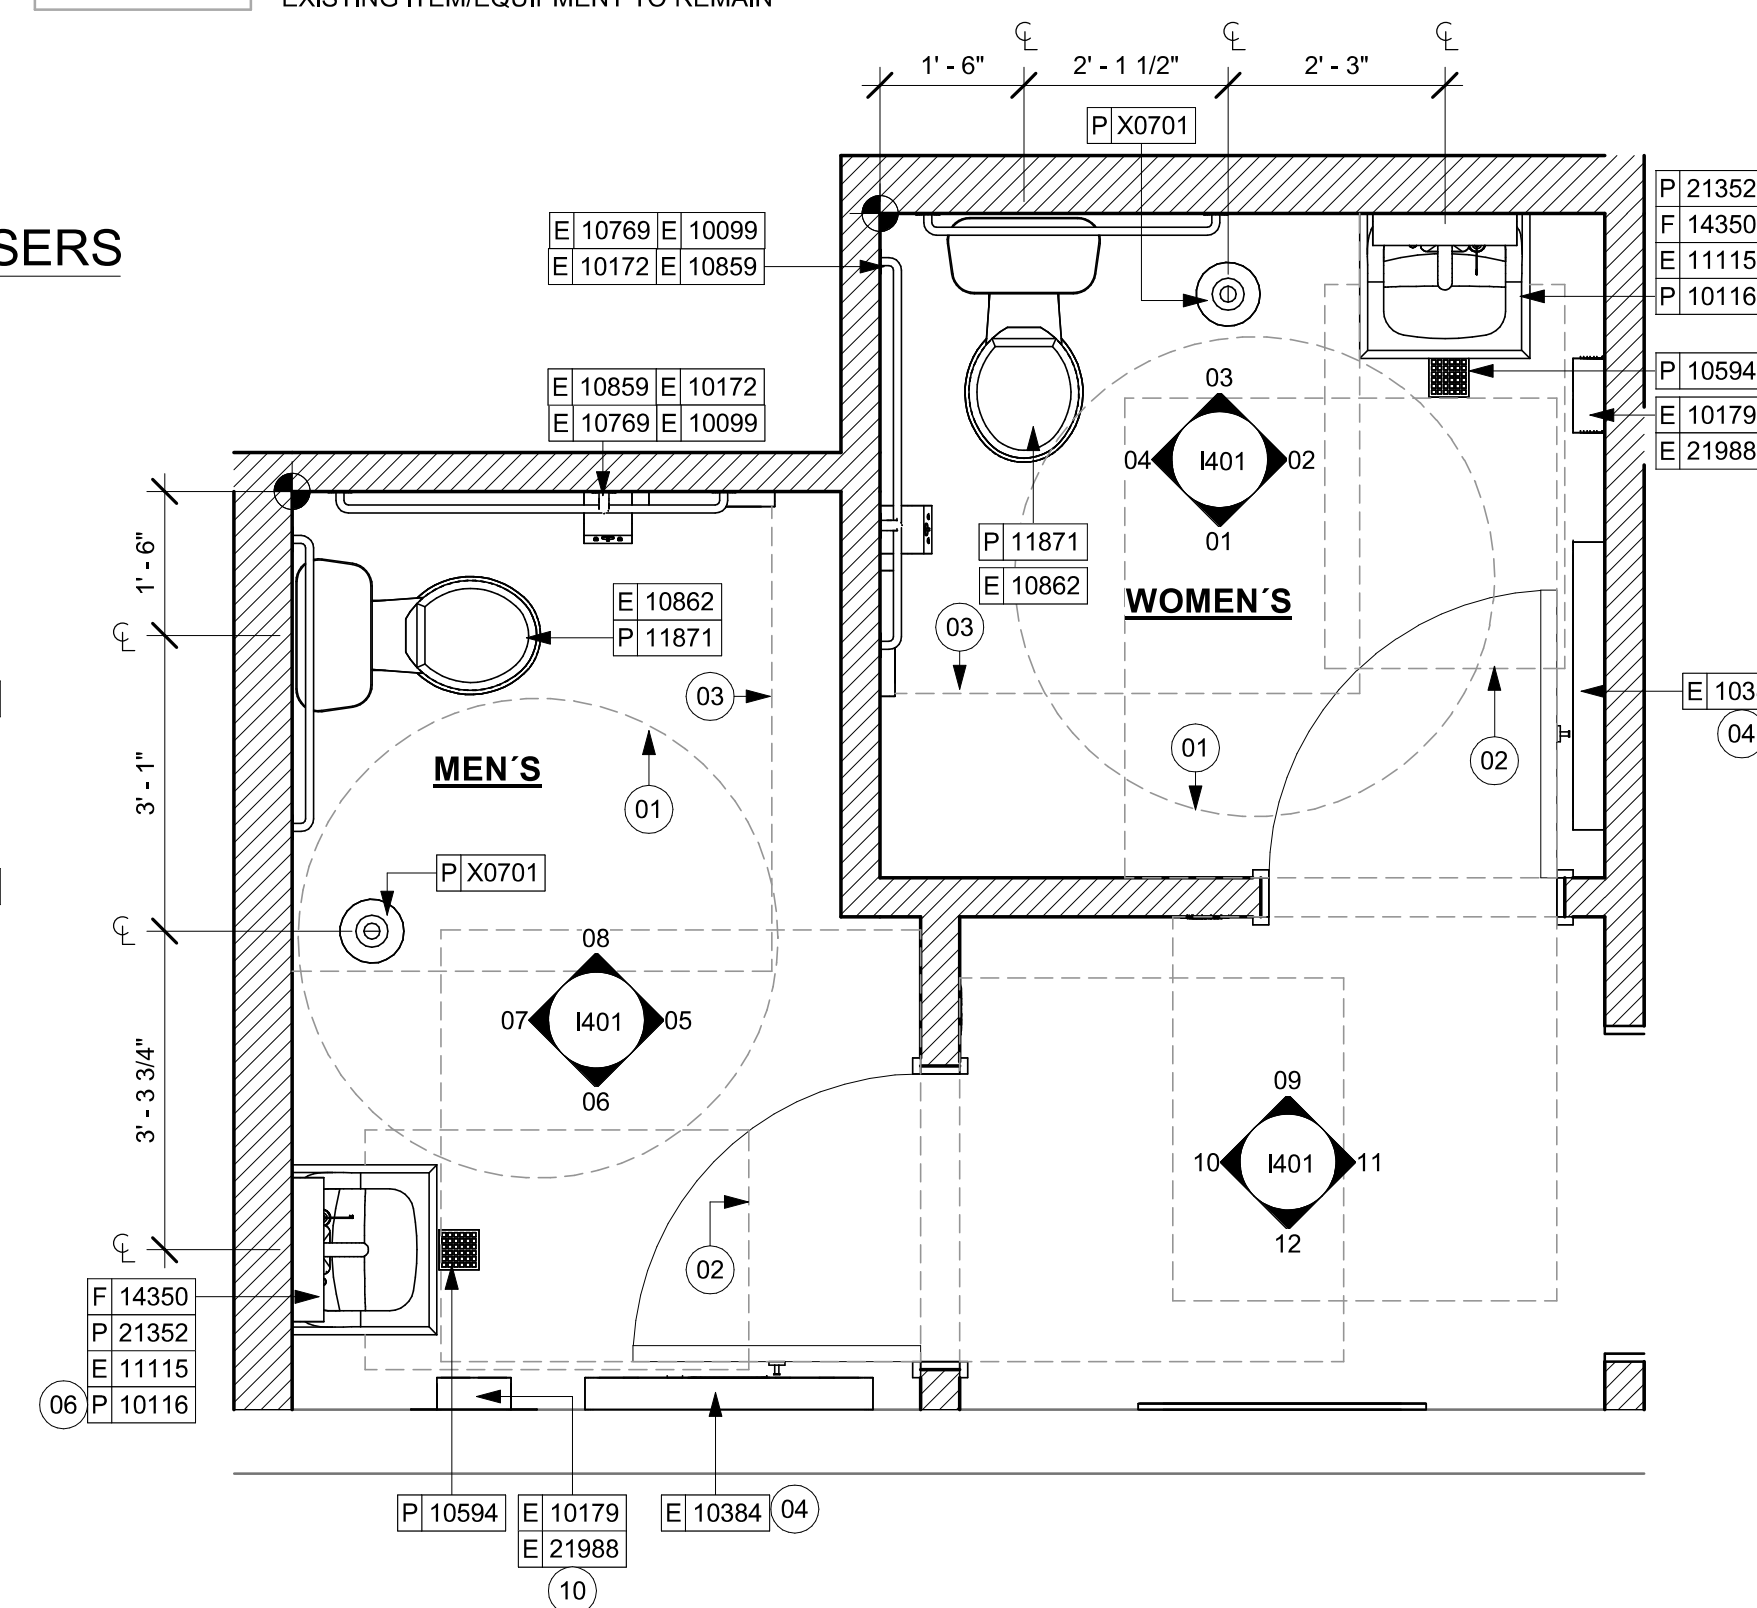 EXISTING ITEM/EQUIPMENT TO REMAIN
℄ ℄ ℄
1' - 6" 2' - 1 1/2" 2' - 3"
P X0701
P 21352
F 14350
E 11115
P 10116
SERS
E 10769 E 10099
E 10172 E 10859
P 10594
E 10179
E 21988
E 10859 E 10172
E 10769 E 10099
03
04 I401 02
01
P 11871
E 10862
WOMEN´S
03
1' - 6"
℄
E 10862
P 11871
03
01
02
04
MEN´S
01
3' - 1"
P X0701
℄
08
07 I401 05
06
3' - 3 3/4"
09
10 I401 11
12
℄
02
F 14350
P 21352
E 11115
P 10116
06
P 10594
E 10179
E 21988
10
E 10384
04